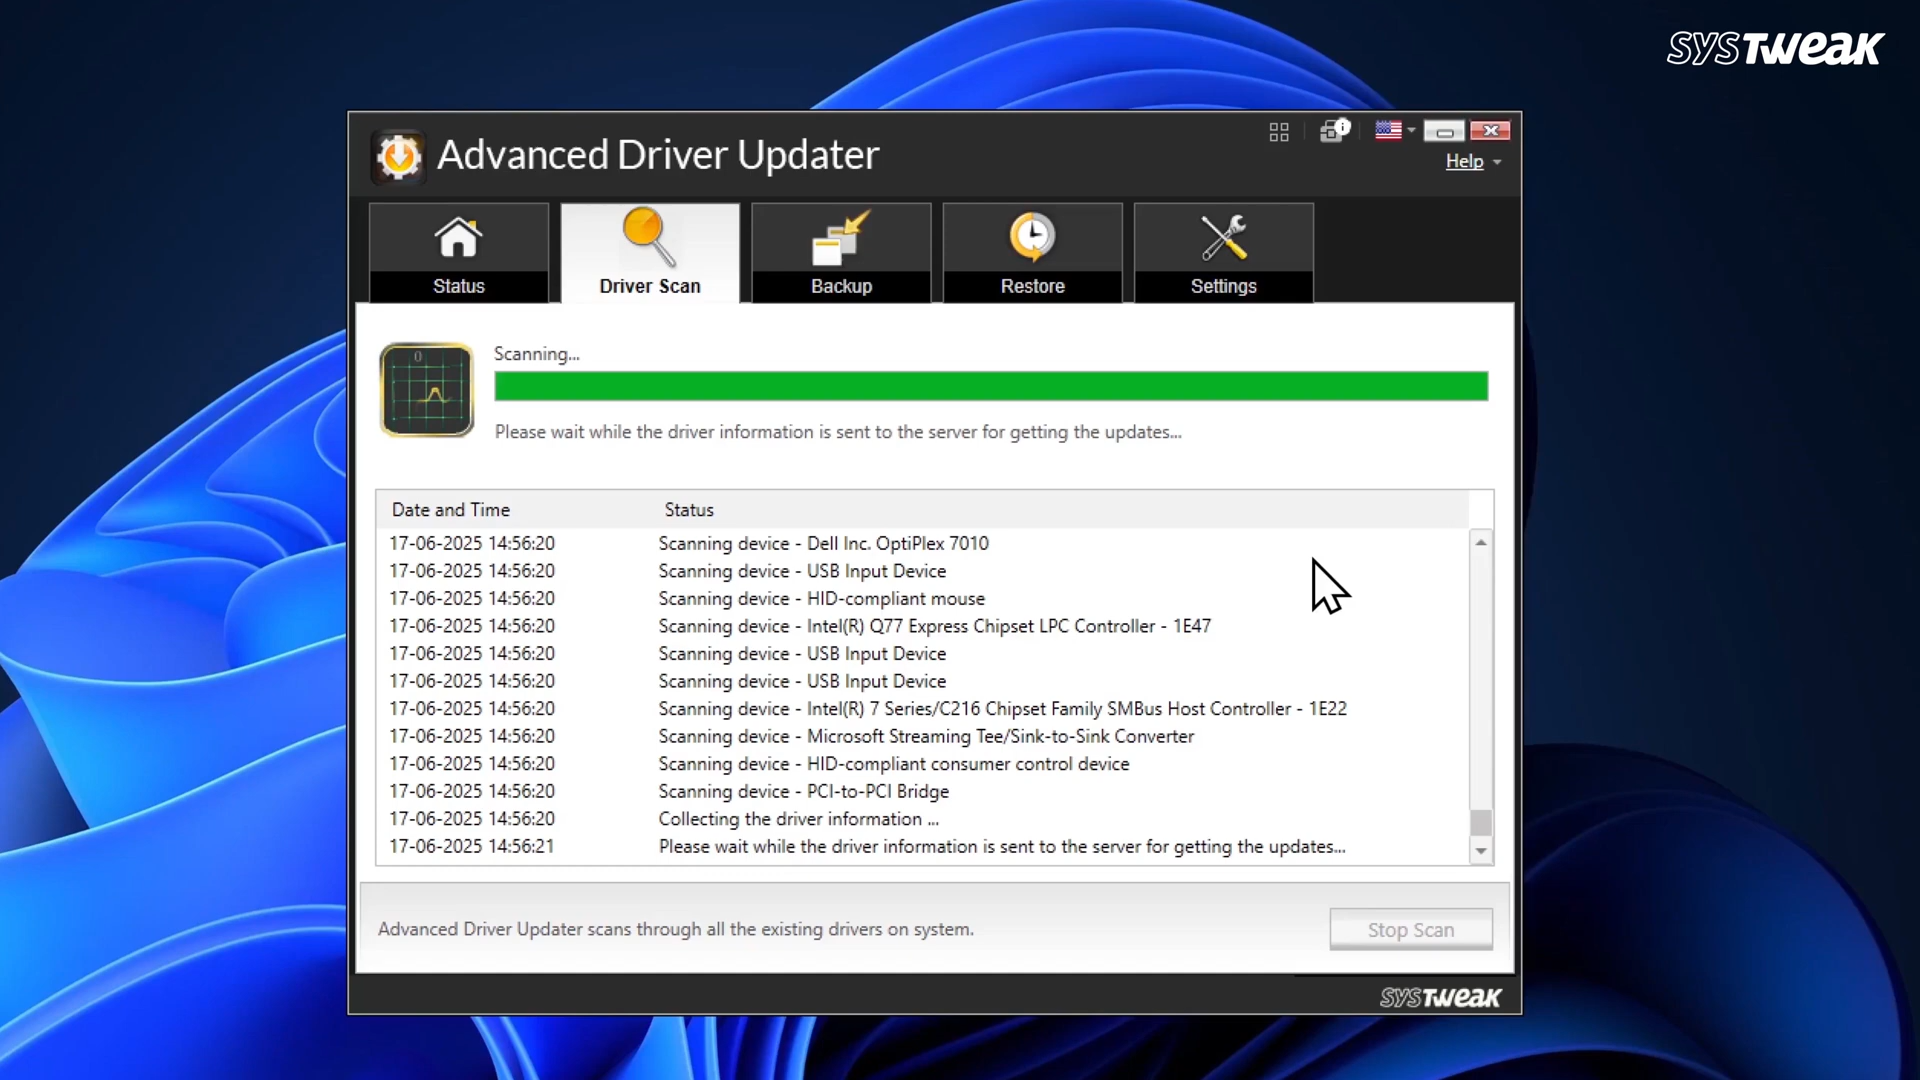 SYSTWEAK
Advanced Driver Updater
Help
Status
Driver Scan
Backup
Restore
Settings
0
Scanning...
Please wait while the driver information is sent to the server for getting the updates...
Date and Time Status
17-06-2025 14:56:20 Scanning device - Dell Inc. OptiPlex 7010
17-06-2025 14:56:20 Scanning device - USB Input Device
17-06-2025 14:56:20 Scanning device - HID-compliant mouse
17-06-2025 14:56:20 Scanning device - Intel(R) Q77 Express Chipset LPC Controller - 1E47
17-06-2025 14:56:20 Scanning device - USB Input Device
17-06-2025 14:56:20 Scanning device - USB Input Device
17-06-2025 14:56:20 Scanning device - Intel(R) 7 Series/C216 Chipset Family SMBus Host Controller - 1E22
17-06-2025 14:56:20 Scanning device - Microsoft Streaming Tee/Sink-to-Sink Converter
17-06-2025 14:56:20 Scanning device - HID-compliant consumer control device
17-06-2025 14:56:20 Scanning device - PCI-to-PCI Bridge
17-06-2025 14:56:20 Collecting the driver information ...
17-06-2025 14:56:21 Please wait while the driver information is sent to the server for getting the updates...
Advanced Driver Updater scans through all the existing drivers on system.
Stop Scan
SYSTWEAK